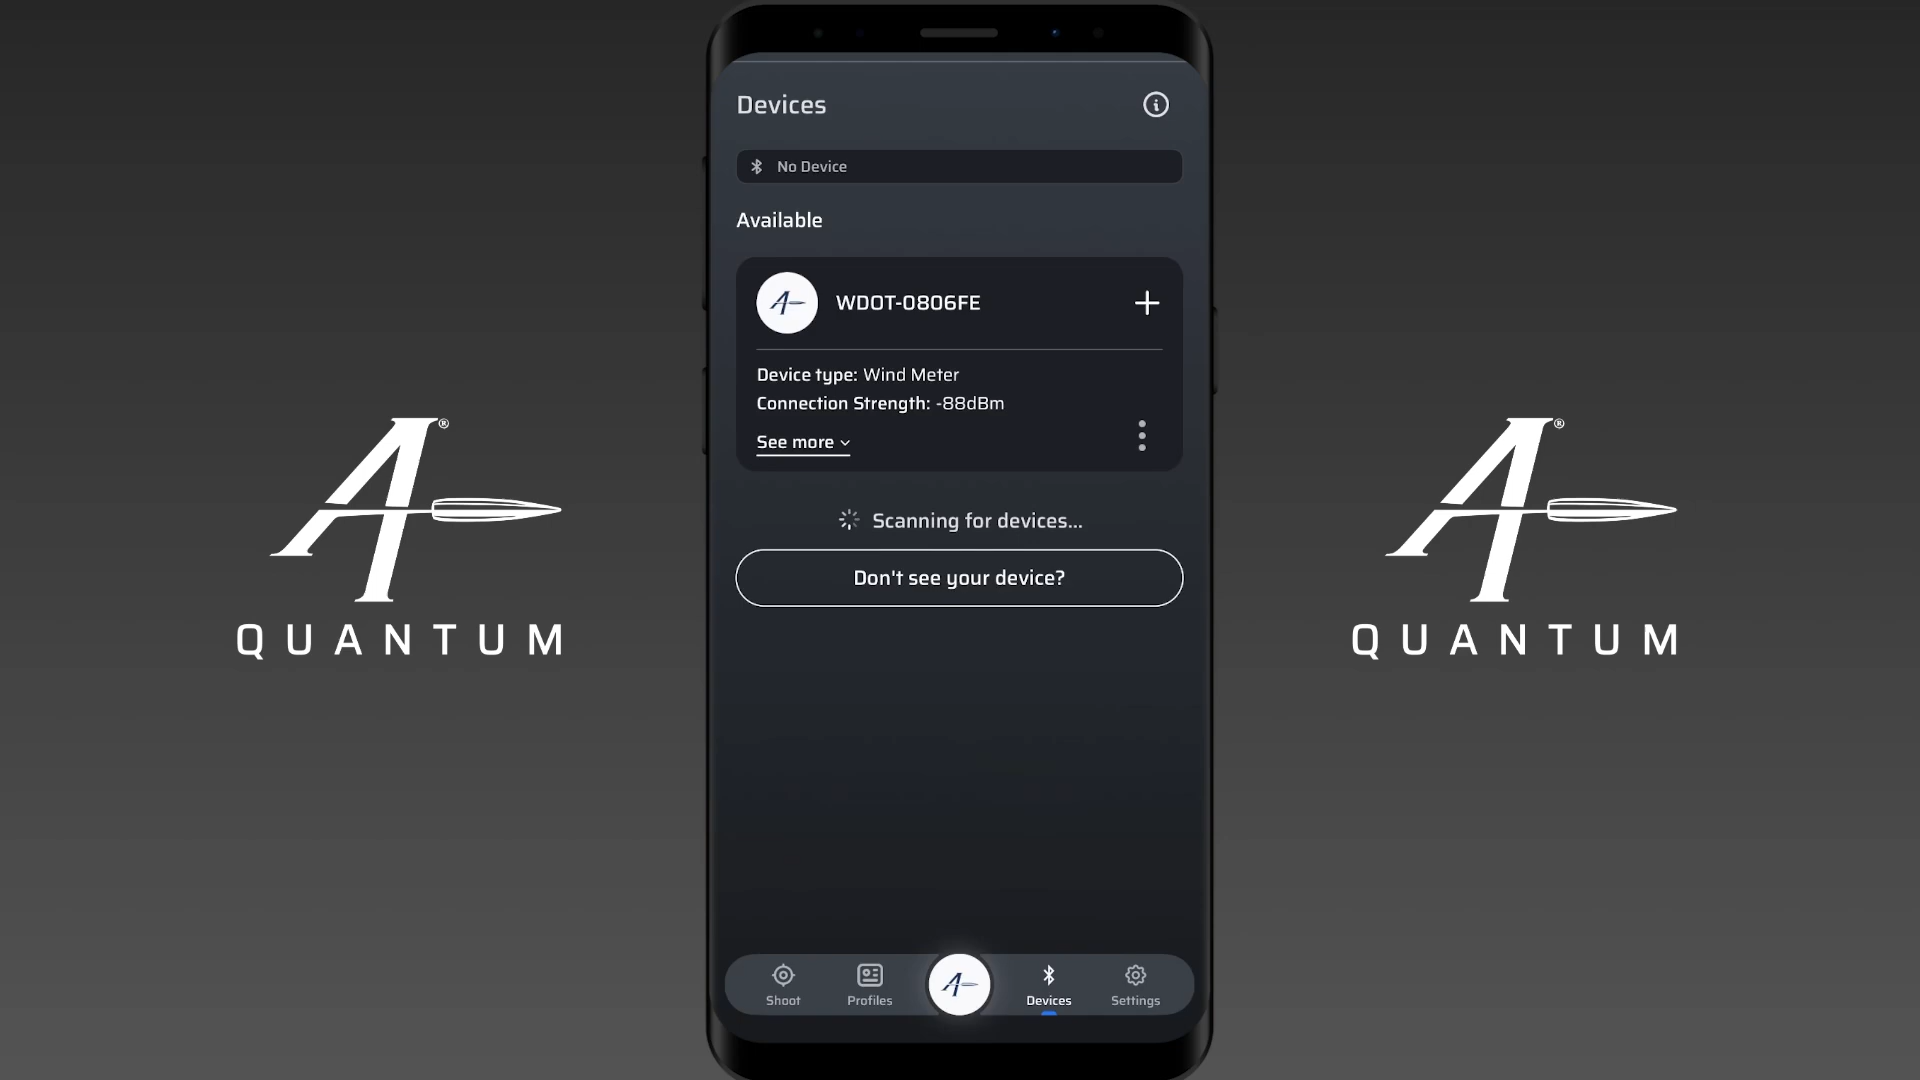 Devices
No Device
Available
WDOT-0806FE
Device type: Wind Meter
Connection Strength: -88dBm
See more
Scanning for devices...
Don't see your device?
Shoot
Profiles
Devices
Settings
A®
QUANTUM
A®
QUANTUM